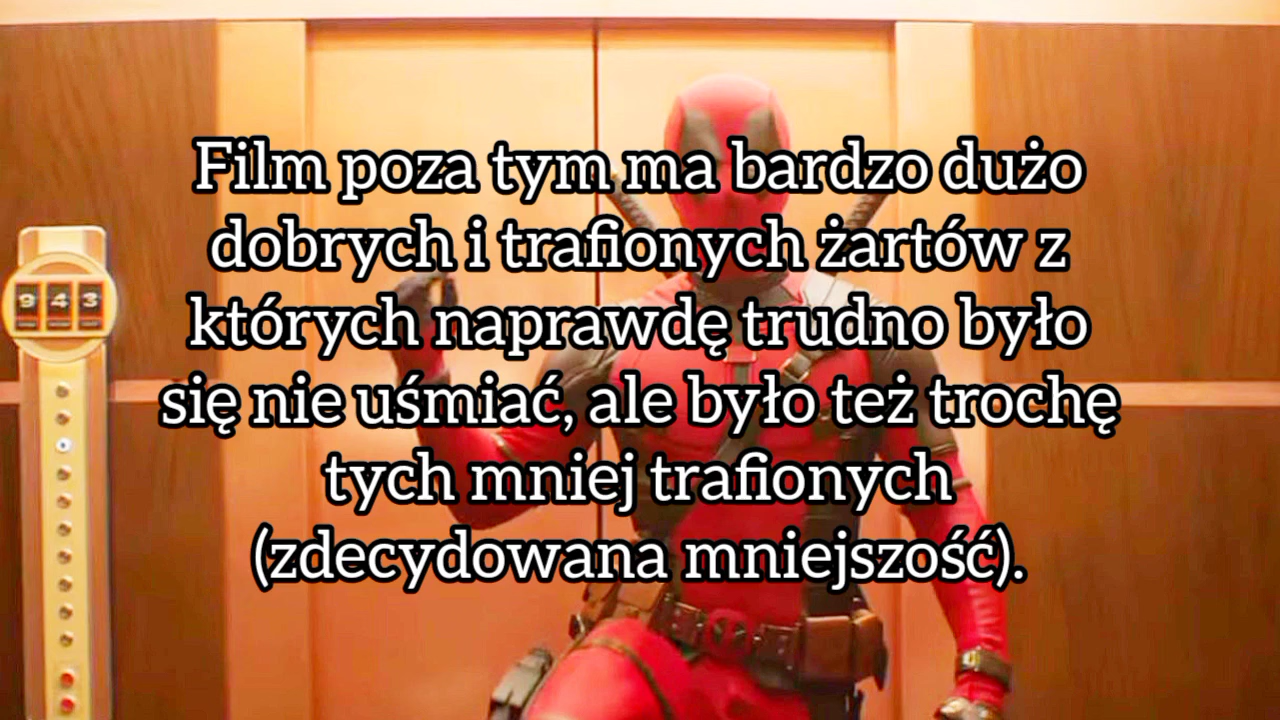 943
Film poza tym ma bardzo dużo
dobrych i trafionych żartów z
których naprawdę trudno było
się nie uśmiać, ale było też trochę
tych mniej trafionych
(zdecydowana mniejszość).